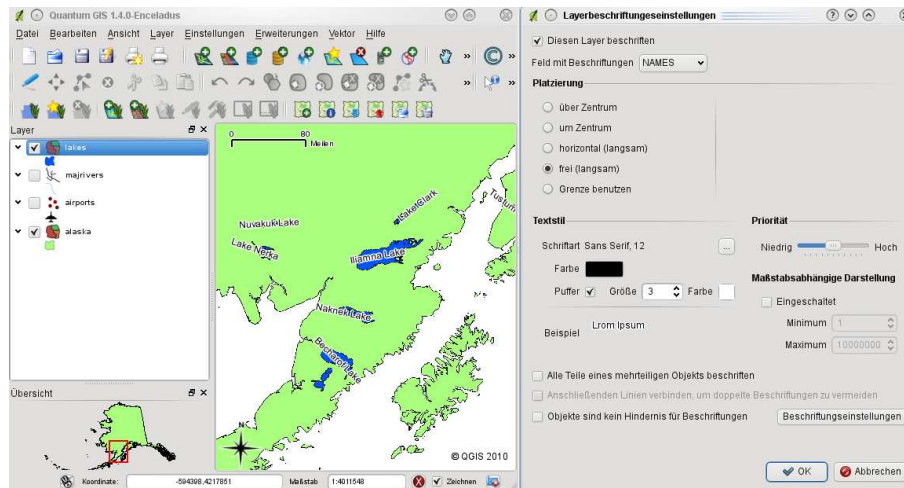 Quantum GIS 1.4.0-Enceladus
Datei Bearbeiten Ansicht Layer Einstellungen Erweiterungen Vektor Hilfe
Layer
lakes
majrivers
airports
alaska
Übersicht
0 80
Meilen
Lake Clark
Nuvakuk Lake
Lake Nerka
Iliamna Lake
Naknek Lake
Becharof Lake
N
© QGIS 2010
Koordinate: -594398,4217851 Maßstab 1:4011548 Zeichnen
Layerbeschriftungseinstellungen
Diesen Layer beschriften
Feld mit Beschriftungen NAMES
Platzierung
über Zentrum
um Zentrum
horizontal (langsam)
frei (langsam)
Grenze benutzen
Textstil
Schriftart Sans Serif, 12 ...
Farbe
Puffer Größe 3 Farbe
Beispiel Lrom Ipsum
Priorität
Niedrig Hoch
Maßstabsabhängige Darstellung
Eingeschaltet
Minimum 1
Maximum 10000000
Alle Teile eines mehrteiligen Objekts beschriften
Anschließenden Linien verbinden, um doppelte Beschriftungen zu vermeiden
Objekte sind kein Hindernis für Beschriftungen Beschriftungseinstellungen
OK Abbrechen